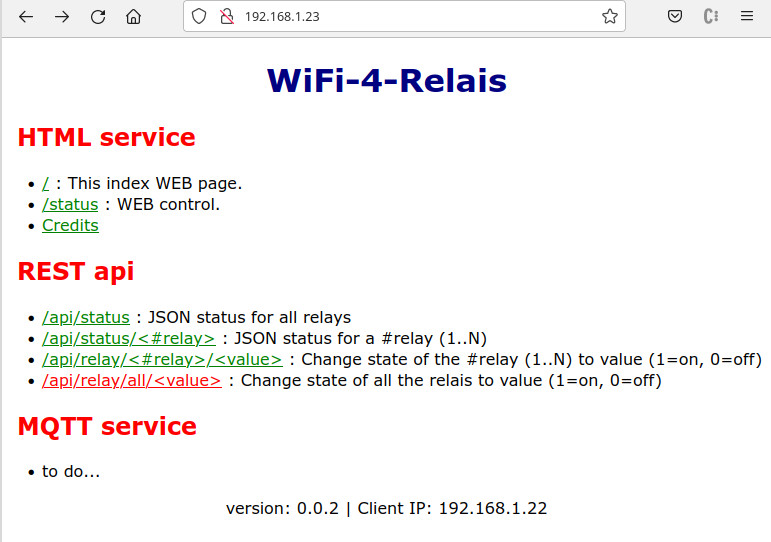 192.168.1.23
WiFi-4-Relais
HTML service
• / : This index WEB page.
• /status : WEB control.
• Credits
REST api
• /api/status : JSON status for all relays
• /api/status/<#relay> : JSON status for a #relay (1..N)
• /api/relay/<#relay>/<value> : Change state of the #relay (1..N) to value (1=on, 0=off)
• /api/relay/all/<value> : Change state of all the relais to value (1=on, 0=off)
MQTT service
• to do...
version: 0.0.2 | Client IP: 192.168.1.22